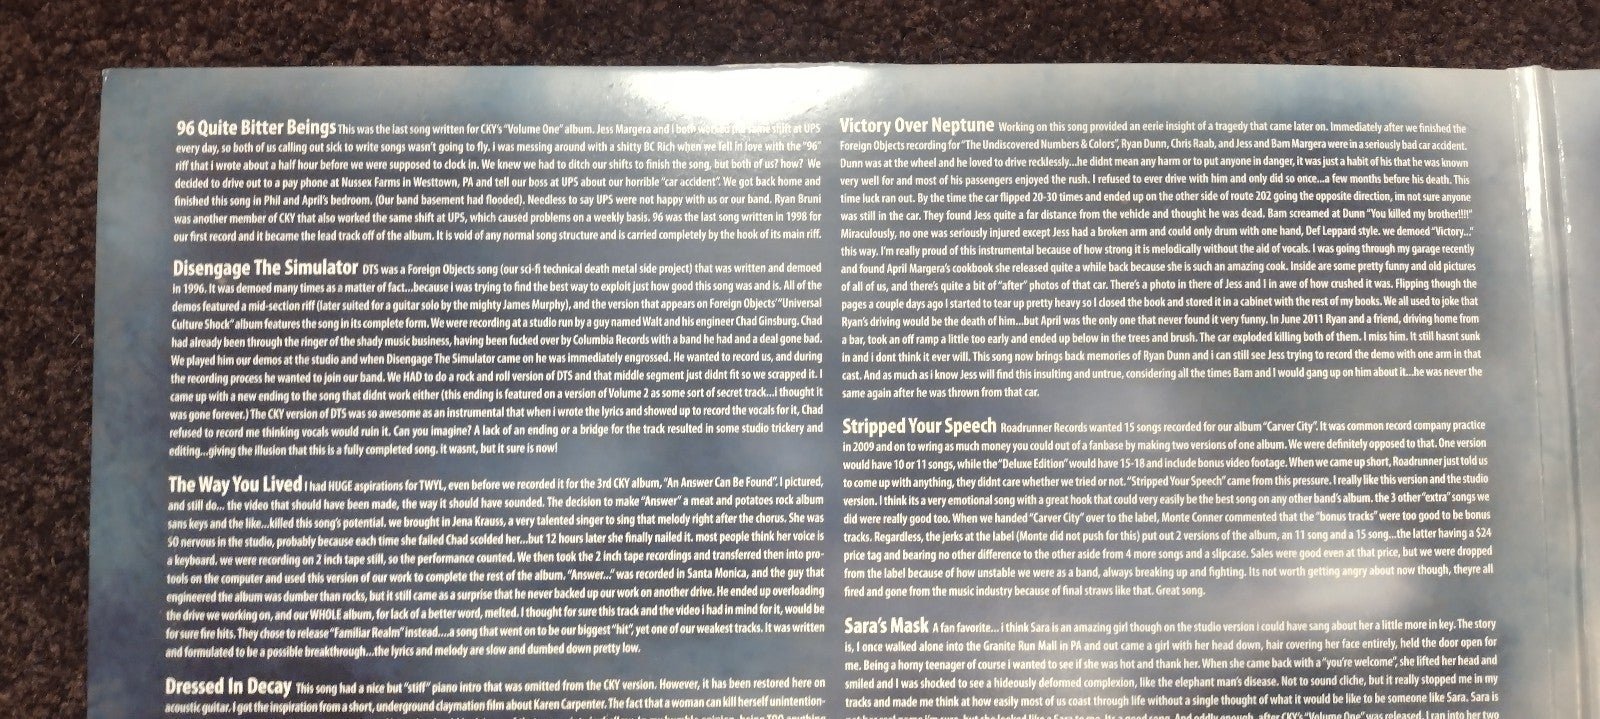 96 Quite Bitter Beings This was the last song written for CKY's "Volume One" album. Jess Margera and I both worked the same shift at UPS
every day, so both of us calling out sick to write songs wasn't going to fly. i was messing around with a shitty BC Rich when we fell in love with the "96"
riff that i wrote about a half hour before we were supposed to clock in. We knew we had to ditch our shifts to finish the song, but both of us? how? We
decided to drive out to a pay phone at Nussex Farms in Westtown, PA and tell our boss at UPS about our horrible "car accident". We got back home and
finished this song in Phil and April's bedroom. (Our band basement had flooded). Needless to say UPS were not happy with us or our band. Ryan Bruni
was another member of CKY that also worked the same shift at UPS, which caused problems on a weekly basis. 96 was the last song written in 1998 for
our first record and it became the lead track off of the album. It is void of any normal song structure and is carried completely by the hook of its main riff.
Disengage The Simulator DTS was a Foreign Objects song (our sci-fi technical death metal side project) that was written and demoed
in 1996. It was demoed many times as a matter of fact...because i was trying to find the best way to exploit just how good this song was and is. All of the
demos featured a mid-section riff (later suited for a guitar solo by the mighty James Murphy), and the version that appears on Foreign Objects' "Universal
Culture Shock" album features the song in its complete form. We were recording at a studio run by a guy named Walt and his engineer Chad Ginsburg. Chad
had already been through the ringer of the shady music business, having been fucked over by Columbia Records with a band he had and a deal gone bad.
We played him our demos at the studio and when Disengage The Simulator came on he was immediately engrossed. He wanted to record us, and during
the recording process he wanted to join our band. We HAD to do a rock and roll version of DTS and that middle segment just didnt fit so we scrapped it. I
came up with a new ending to the song that didnt work either (this ending is featured on a version of Volume 2 as some sort of secret track...i thought it
was gone forever.) The CKY version of DTS was so awesome as an instrumental that when i wrote the lyrics and showed up to record the vocals for it, Chad
refused to record me thinking vocals would ruin it. Can you imagine? A lack of an ending or a bridge for the track resulted in some studio trickery and
editing...giving the illusion that this is a fully completed song. it wasnt, but it sure is now!
The Way You Lived I had HUGE aspirations for TWYL, even before we recorded it for the 3rd CKY album, "An Answer Can Be Found". I pictured,
and still do... the video that should have been made, the way it should have sounded. The decision to make "Answer" a meat and potatoes rock album
sans keys and the like...killed this song's potential. we brought in Jena Krauss, a very talented singer to sing that melody right after the chorus. She was
SO nervous in the studio, probably because each time she failed Chad scolded her...but 12 hours later she finally nailed it. most people think her voice is
a keyboard. we were recording on 2 inch tape still, so the performance counted. We then took the 2 inch tape recordings and transferred then into pro-
tools on the computer and used this version of our work to complete the rest of the album. "Answer..." was recorded in Santa Monica, and the guy that
engineered the album was dumber than rocks, but it still came as a surprise that he never backed up our work on another drive. He ended up overloading
the drive we working on, and our WHOLE album, for lack of a better word, melted. I thought for sure this track and the video i had in mind for it, would be
for sure fire hits. They chose to release "Familiar Realm" instead....a song that went on to be our biggest "hit", yet one of our weakest tracks. It was written
and formulated to be a possible breakthrough...the lyrics and melody are slow and dumbed down pretty low.
Dressed In Decay This song had a nice but "stiff" piano intro that was omitted from the CKY version. However, it has been restored here on
acoustic guitar. I got the inspiration from a short, underground claymation film about Karen Carpenter. The fact that a woman can kill herself unintention-
Victory Over Neptune Working on this song provided an eerie insight of a tragedy that came later on. Immediately after we finished the
Foreign Objects recording for "The Undiscovered Numbers & Colors", Ryan Dunn, Chris Raab, and Jess and Bam Margera were in a seriously bad car accident.
Dunn was at the wheel and he loved to drive recklessly...he didnt mean any harm or to put anyone in danger, it was just a habit of his that he was known
very well for and most of his passengers enjoyed the rush. I refused to ever drive with him and only did so once...a few months before his death. This
time luck ran out. By the time the car flipped 20-30 times and ended up on the other side of route 202 going the opposite direction, im not sure anyone
was still in the car. They found Jess quite a far distance from the vehicle and thought he was dead. Bam screamed at Dunn "You killed my brother!!!!"
Miraculously, no one was seriously injured except Jess had a broken arm and could only drum with one hand, Def Leppard style. we demoed "Victory..."
this way. I'm really proud of this instrumental because of how strong it is melodically without the aid of vocals. I was going through my garage recently
and found April Margera's cookbook she released quite a while back because she is such an amazing cook. Inside are some pretty funny and old pictures
of all of us, and there's quite a bit of "after" photos of that car. There's a photo in there of Jess and I in awe of how crushed it was. Flipping though the
pages a couple days ago I started to tear up pretty heavy so I closed the book and stored it in a cabinet with the rest of my books. We all used to joke that
Ryan's driving would be the death of him...but April was the only one that never found it very funny. In June 2011 Ryan and a friend, driving home from
a bar, took an off ramp a little too early and ended up below in the trees and brush. The car exploded killing both of them. I miss him. It still hasnt sunk
in and i dont think it ever will. This song now brings back memories of Ryan Dunn and i can still see Jess trying to record the demo with one arm in that
cast. And as much as i know Jess will find this insulting and untrue, considering all the times Bam and I would gang up on him about it...he was never the
same again after he was thrown from that car.
Stripped Your Speech Roadrunner Records wanted 15 songs recorded for our album "Carver City". It was common record company practice
in 2009 and on to wring as much money you could out of a fanbase by making two versions of one album. We were definitely opposed to that. One version
would have 10 or 11 songs, while the "Deluxe Edition" would have 15-18 and include bonus video footage. When we came up short, Roadrunner just told us
to come up with anything, they didnt care whether we tried or not. "Stripped Your Speech" came from this pressure. I really like this version and the studio
version. I think its a very emotional song with a great hook that could very easily be the best song on any other band's album. the 3 other "extra" songs we
did were really good too. When we handed "Carver City" over to the label, Monte Conner commented that the "bonus tracks" were too good to be bonus
tracks. Regardless, the jerks at the label (Monte did not push for this) put out 2 versions of the album, an 11 song and a 15 song...the latter having a $24
price tag and bearing no other difference to the other aside from 4 more songs and a slipcase. Sales were good even at that price, but we were dropped
from the label because of how unstable we were as a band, always breaking up and fighting. Its not worth getting angry about now though, theyre all
fired and gone from the music industry because of final straws like that. Great song.
Sara's Mask A fan favorite... i think Sara is an amazing girl though on the studio version i could have sang about her a little more in key. The story
is, I once walked alone into the Granite Run Mall in PA and out came a girl with her head down, hair covering her face entirely, held the door open for
me. Being a horny teenager of course i wanted to see if she was hot and thank her. When she came back with a "you're welcome", she lifted her head and
smiled and I was shocked to see a hideously deformed complexion, like the elephant man's disease. Not to sound cliche, but it really stopped me in my
tracks and made me think at how easily most of us coast through life without a single thought of what it would be like to be someone like Sara. Sara is